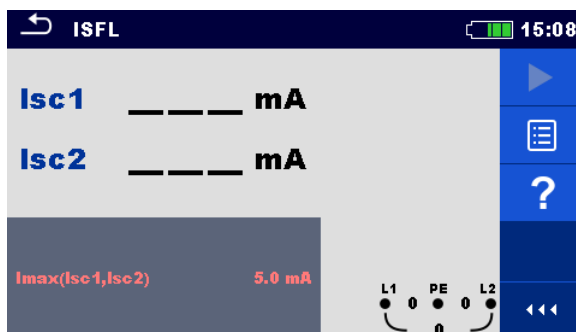 ISFL 15:08
Isc1 ___ mA
Isc2 ___ mA
?
Imax(Isc1,Isc2) 5.0 mA
L1 PE L2
0 0
0